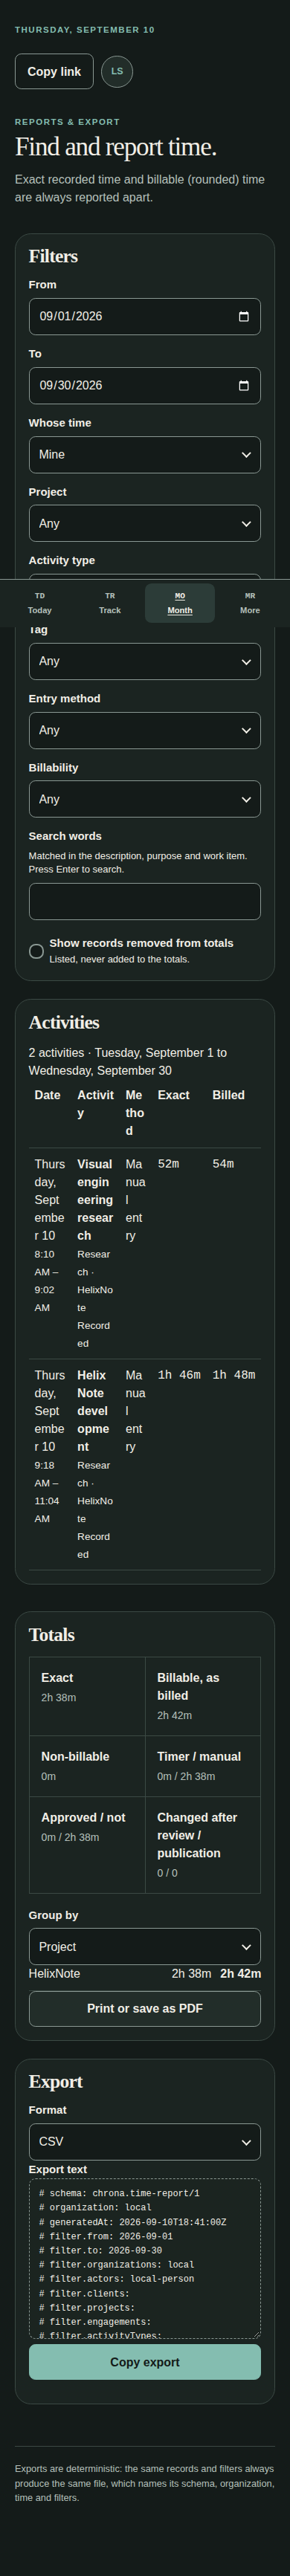 THURSDAY, SEPTEMBER 10
Copy link
LS
REPORTS & EXPORT
Find and report time.
Exact recorded time and billable (rounded) time
are always reported apart.
Filters
From
09/01/2026
To
09/30/2026
Whose time
Mine
Project
Any
Activity type
TD
TR
MO
MR
Today
Track
Month
More
Tag
Any
Entry method
Any
Billability
Any
Search words
Matched in the description, purpose and work item.
Press Enter to search.
Show records removed from totals
Listed, never added to the totals.
Activities
2 activities · Tuesday, September 1 to
Wednesday, September 30
Date
Activit
y
Me
tho
d
Exact
Billed
Thurs
day,
Sept
embe
r 10
8:10
AM –
9:02
AM
Visual
engin
eering
resear
ch
Resear
ch ·
HelixNo
te
Record
ed
Ma
nua
l
ent
ry
52m
54m
Thurs
day,
Sept
embe
r 10
9:18
AM –
11:04
AM
Helix
Note
devel
opme
nt
Resear
ch ·
HelixNo
te
Record
ed
Ma
nua
l
ent
ry
1h 46m
1h 48m
Totals
Exact
2h 38m
Billable, as
billed
2h 42m
Non-billable
0m
Timer / manual
0m / 2h 38m
Approved / not
0m / 2h 38m
Changed after
review /
publication
0 / 0
Group by
Project
HelixNote 2h 38m 2h 42m
Print or save as PDF
Export
Format
CSV
Export text
# schema: chrona.time-report/1
# organization: local
# generatedAt: 2026-09-10T18:41:00Z
# filter.from: 2026-09-01
# filter.to: 2026-09-30
# filter.organizations: local
# filter.actors: local-person
# filter.clients:
# filter.projects:
# filter.engagements:
# filter.activityTypes:
Copy export
Exports are deterministic: the same records and filters always
produce the same file, which names its schema, organization,
time and filters.